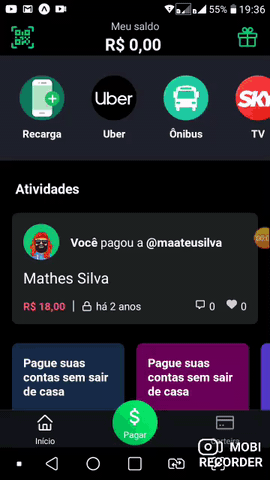 55% 19:36
Meu saldo
R$ 0,00
Uber
SKY
Recarga
Uber
Ônibus
TV
Atividades
Você pagou a @maateusilva
Mathes Silva
R$ 18,00 | há 2 anos 0 0
Pague suas contas sem sair de casa
Pague suas contas sem sair de casa
Início
$
Pagar
MOBI
RECORDER